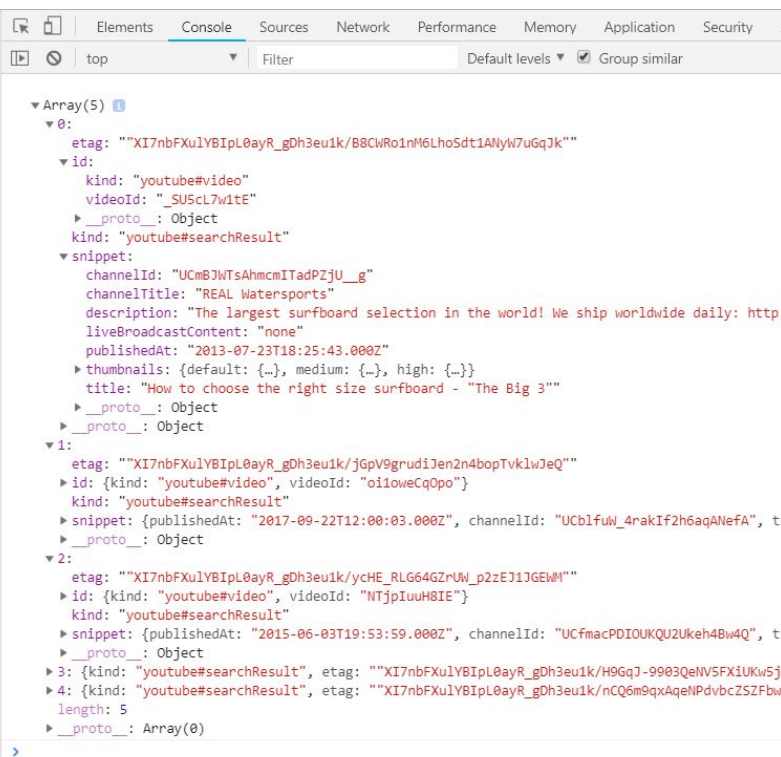 Elements Console Sources Network Performance Memory Application Security
top Filter Default levels Group similar
Array(5)
0:
etag: ""XI7nbFXulYBIpL0ayR_gDh3eu1k/B8CWRo1nM6LhoSdt1ANyW7uGqJk""
id:
kind: "youtube#video"
videoId: "_SU5cL7w1tE"
__proto__: Object
kind: "youtube#searchResult"
snippet:
channelId: "UCmBJWTsAhmcmITadPZjU__g"
channelTitle: "REAL Watersports"
description: "The largest surfboard selection in the world! We ship worldwide daily: http
liveBroadcastContent: "none"
publishedAt: "2013-07-23T18:25:43.000Z"
thumbnails: {default: {…}, medium: {…}, high: {…}}
title: "How to choose the right size surfboard - "The Big 3""
__proto__: Object
__proto__: Object
1:
etag: ""XI7nbFXulYBIpL0ayR_gDh3eu1k/jGpV9grudiJen2n4bopTvklwJeQ""
id: {kind: "youtube#video", videoId: "oi1oweCqOpo"}
kind: "youtube#searchResult"
snippet: {publishedAt: "2017-09-22T12:00:03.000Z", channelId: "UCblfuW_4rakIf2h6aqANefA", t
__proto__: Object
2:
etag: ""XI7nbFXulYBIpL0ayR_gDh3eu1k/ycHE_RLG64GZrUW_p2zEJ1JGEWM""
id: {kind: "youtube#video", videoId: "NTjpIuuH8IE"}
kind: "youtube#searchResult"
snippet: {publishedAt: "2015-06-03T19:53:59.000Z", channelId: "UCfmacPDIOUKQU2Ukeh4Bw4Q", t
__proto__: Object
3: {kind: "youtube#searchResult", etag: ""XI7nbFXulYBIpL0ayR_gDh3eu1k/H9GqJ-9903QeNV5FXiUKw5j
4: {kind: "youtube#searchResult", etag: ""XI7nbFXulYBIpL0ayR_gDh3eu1k/nCQ6m9qxAqeNPdvbcZSZFbw
length: 5
__proto__: Array(0)